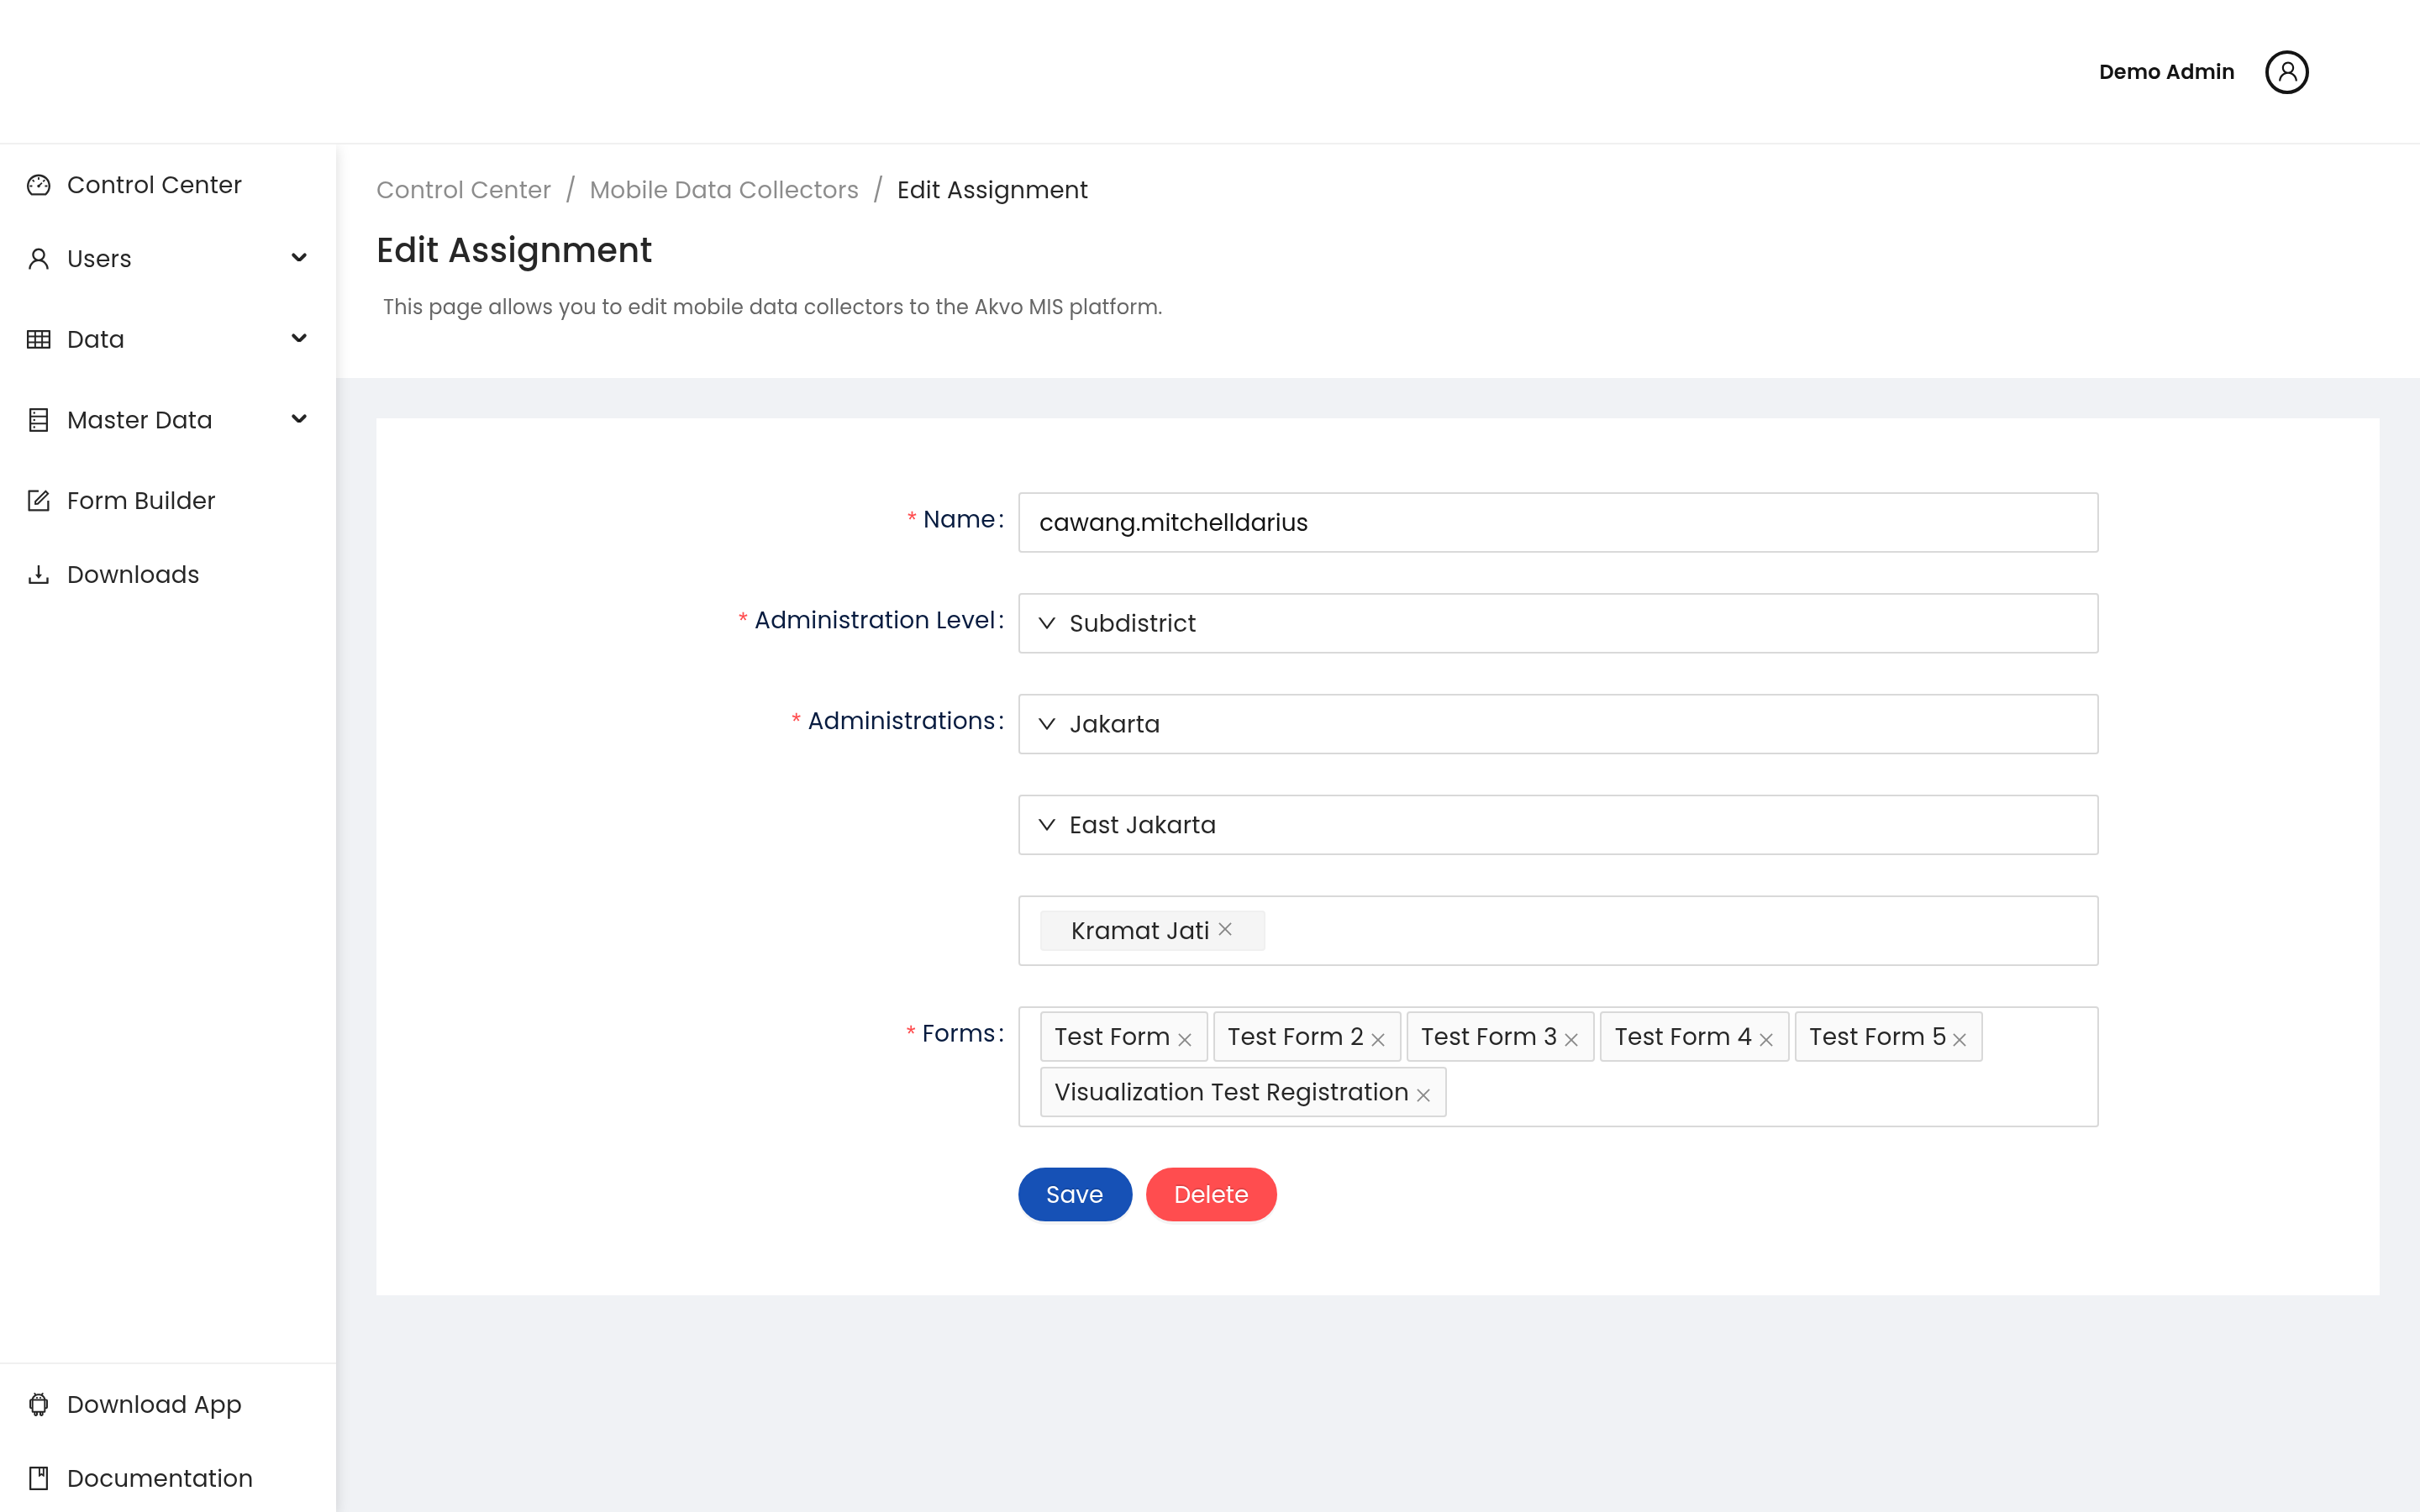 Demo Admin
Control Center
Users
Data
Master Data
Form Builder
Downloads
Download App
Documentation
Control Center / Mobile Data Collectors / Edit Assignment
Edit Assignment
This page allows you to edit mobile data collectors to the Akvo MIS platform.
* Name: cawang.mitchelldarius
* Administration Level: Subdistrict
* Administrations: Jakarta
East Jakarta
Kramat Jati
* Forms: Test Form Test Form 2 Test Form 3 Test Form 4 Test Form 5
Visualization Test Registration
Save Delete